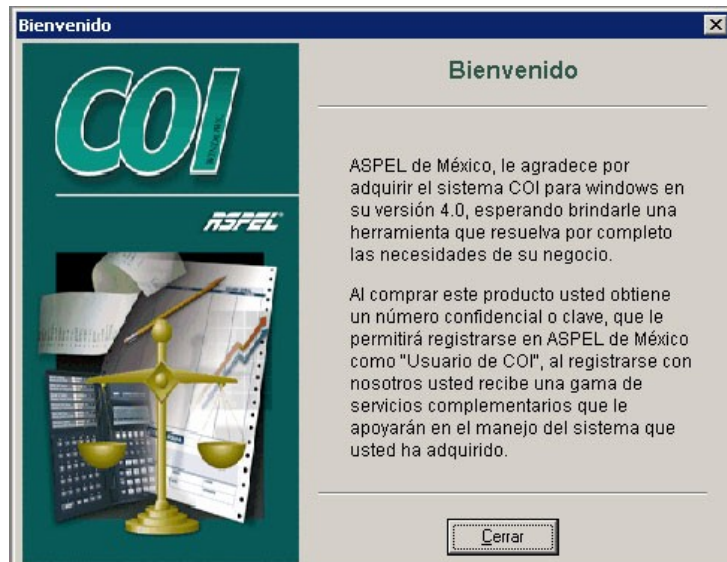 Bienvenido
COI
WINDOWS
ASPEL
Bienvenido
ASPEL de México, le agradece por
adquirir el sistema COI para windows en
su versión 4.0, esperando brindarle una
herramienta que resuelva por completo
las necesidades de su negocio.
Al comprar este producto usted obtiene
un número confidencial o clave, que le
permitirá registrarse en ASPEL de México
como "Usuario de COI", al registrarse con
nosotros usted recibe una gama de
servicios complementarios que le
apoyarán en el manejo del sistema que
usted ha adquirido.
Cerrar